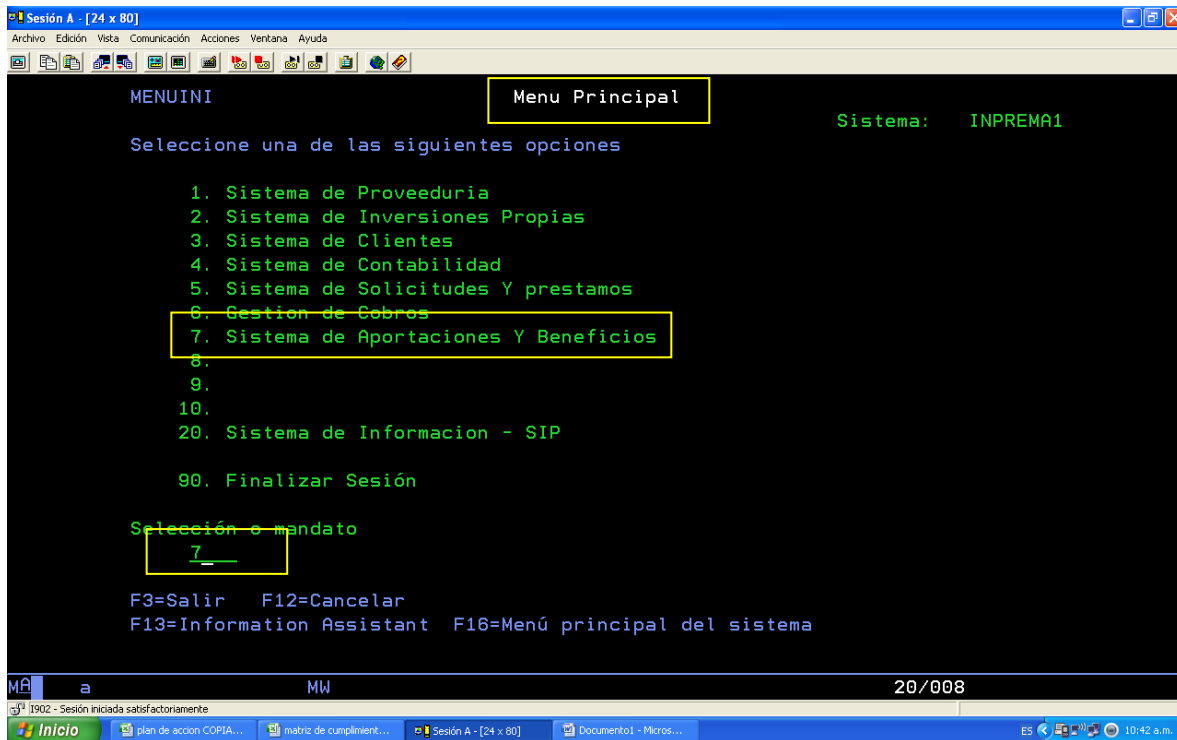 Sesión A - [24 x 80]
Archivo Edición Vista Comunicación Acciones Ventana Ayuda
MENUINI Menu Principal
Sistema: INPREMA1
Seleccione una de las siguientes opciones
1. Sistema de Proveeduria
2. Sistema de Inversiones Propias
3. Sistema de Clientes
4. Sistema de Contabilidad
5. Sistema de Solicitudes Y prestamos
6. Gestion de Cobros
7. Sistema de Aportaciones Y Beneficios
8.
9.
10.
20. Sistema de Informacion - SIP
90. Finalizar Sesión
Selección o mandato
7
F3=Salir F12=Cancelar
F13=Information Assistant F16=Menú principal del sistema
MA a MW 20/008
I902 - Sesión iniciada satisfactoriamente
Inicio plan de accion COPIA... matriz de cumplimient... Sesión A - [24 x 80] Documento1 - Micros... ES 10:42 a.m.